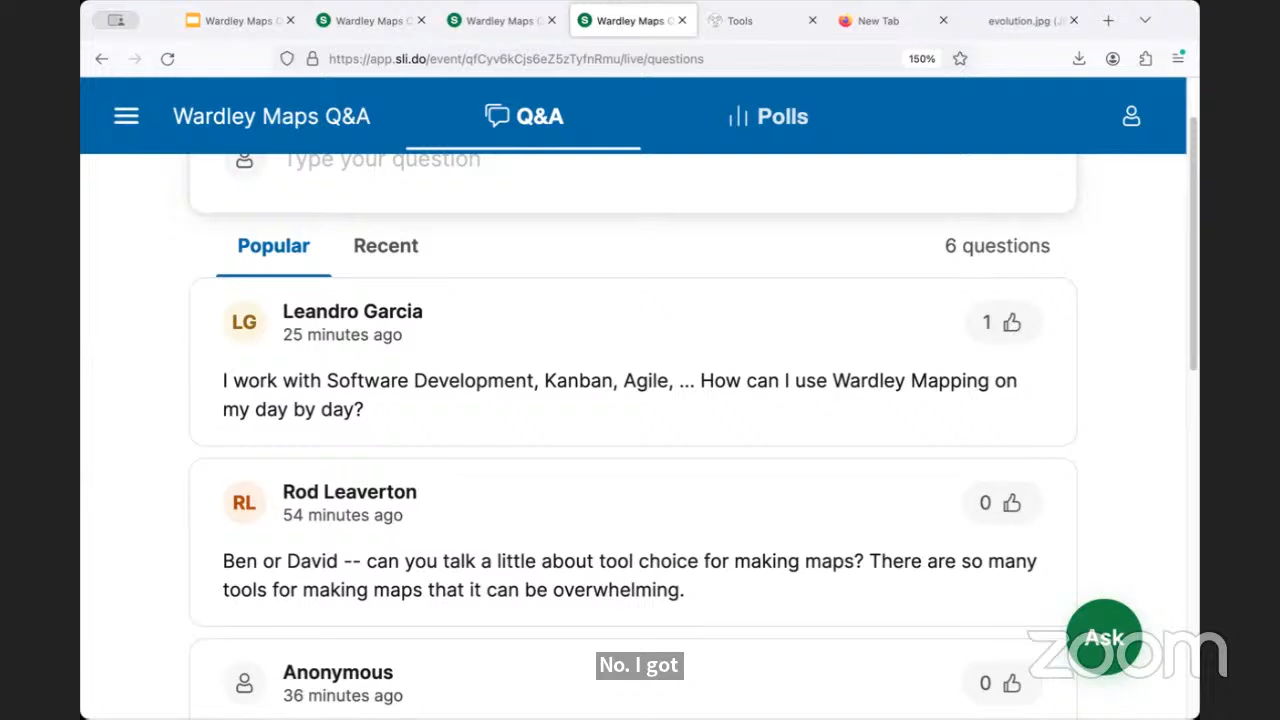 Wardley Maps C
Wardley Maps C
Wardley Maps C
Wardley Maps C
Tools
New Tab
evolution.jpg (J
https://app.sli.do/event/qfCyv6kCjs6eZ5zTyfnRmu/live/questions
150%
Wardley Maps Q&A
Q&A
Polls
Type your question
Popular
Recent
6 questions
LG
Leandro Garcia
25 minutes ago
1
I work with Software Development, Kanban, Agile, ... How can I use Wardley Mapping on
my day by day?
RL
Rod Leaverton
54 minutes ago
0
Ben or David -- can you talk a little about tool choice for making maps? There are so many
tools for making maps that it can be overwhelming.
Ask
zoom
Anonymous
36 minutes ago
0
No. I got